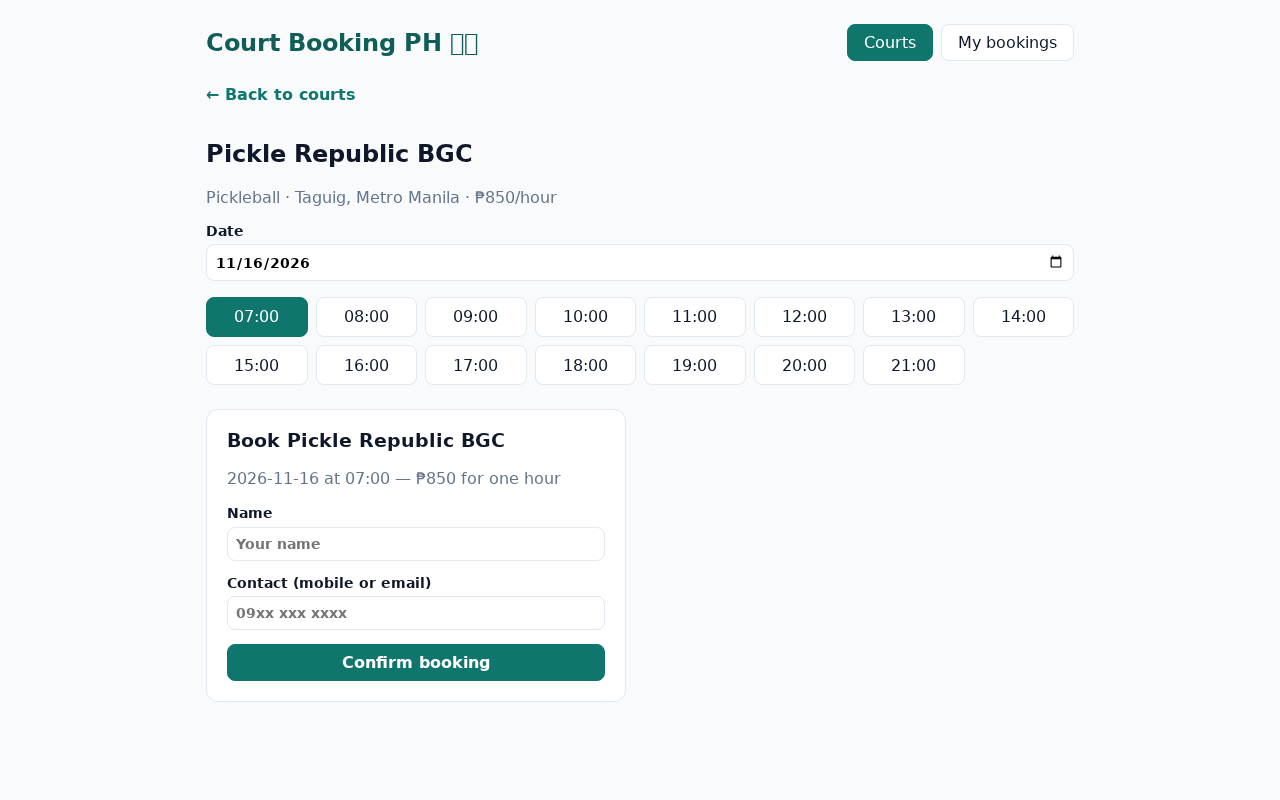 Court Booking PH
Courts
My bookings
← Back to courts
Pickle Republic BGC
Pickleball · Taguig, Metro Manila · ₱850/hour
Date
11/16/2026
07:00 08:00 09:00 10:00 11:00 12:00 13:00 14:00
15:00 16:00 17:00 18:00 19:00 20:00 21:00
Book Pickle Republic BGC
2026-11-16 at 07:00 — ₱850 for one hour
Name
Your name
Contact (mobile or email)
09xx xxx xxxx
Confirm booking